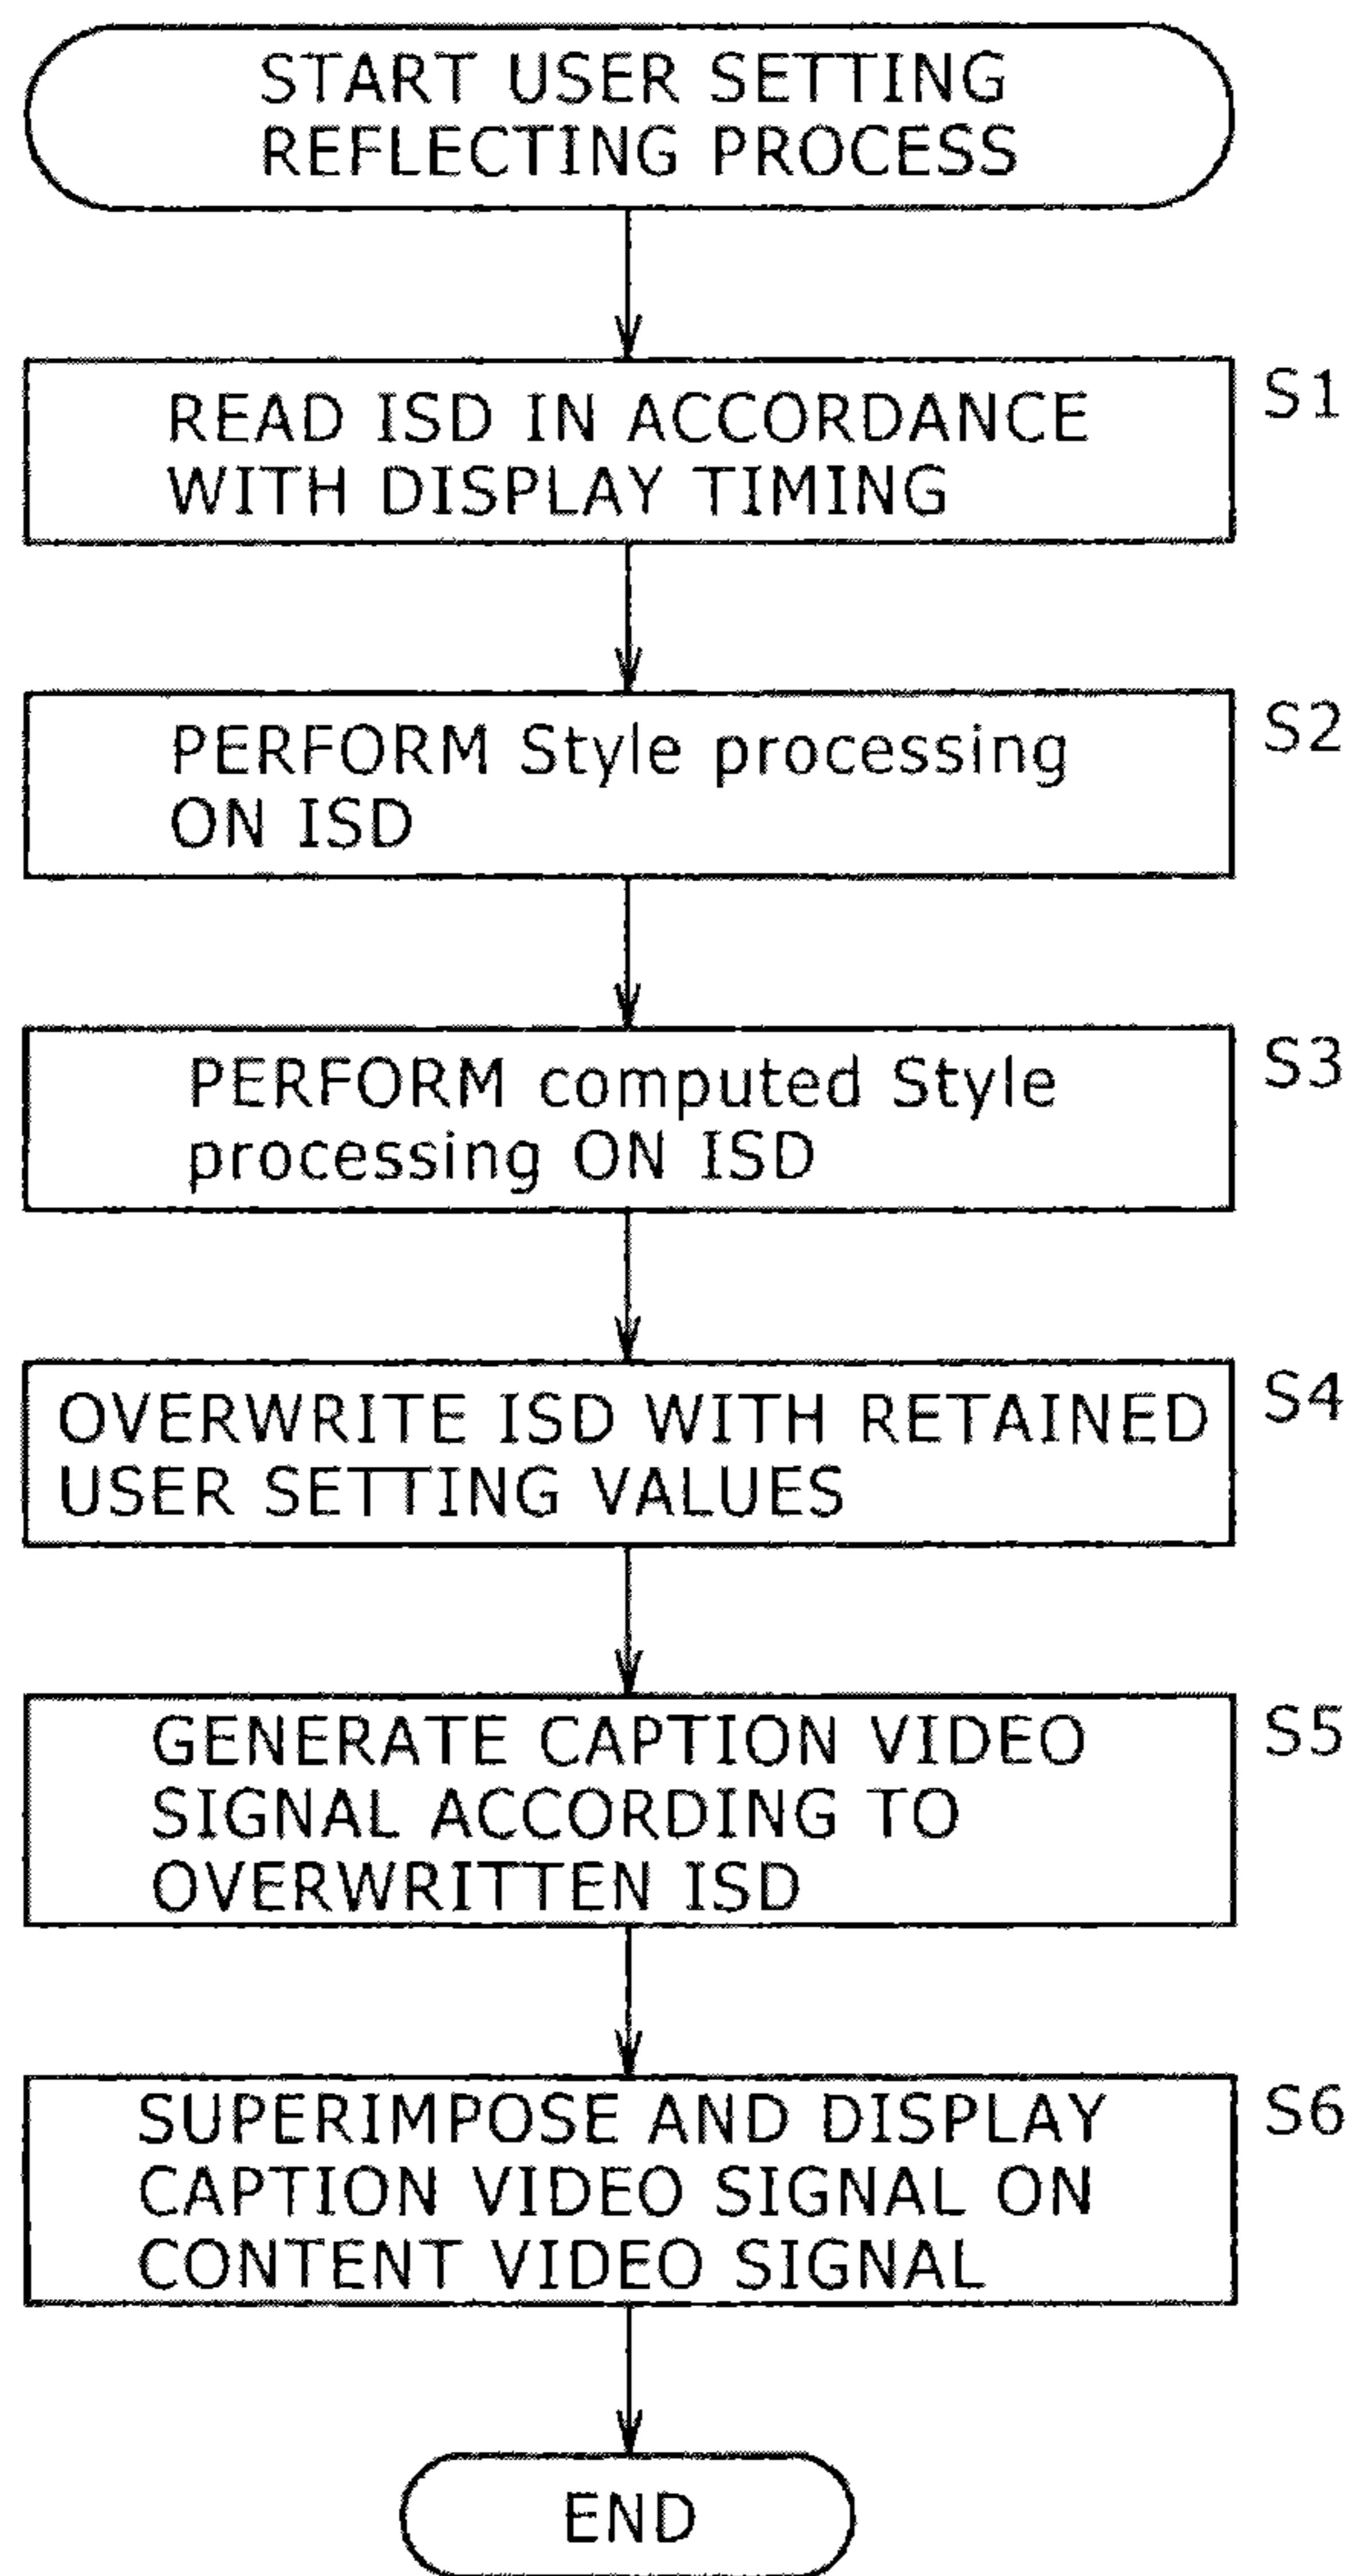 START USER SETTING
REFLECTING PROCESS
READ ISD IN ACCORDANCE
WITH DISPLAY TIMING
S1
PERFORM Style processing
ON ISD
S2
PERFORM computed Style
processing ON ISD
S3
OVERWRITE ISD WITH RETAINED
USER SETTING VALUES
S4
GENERATE CAPTION VIDEO
SIGNAL ACCORDING TO
OVERWRITTEN ISD
S5
SUPERIMPOSE AND DISPLAY
CAPTION VIDEO SIGNAL ON
CONTENT VIDEO SIGNAL
S6
END